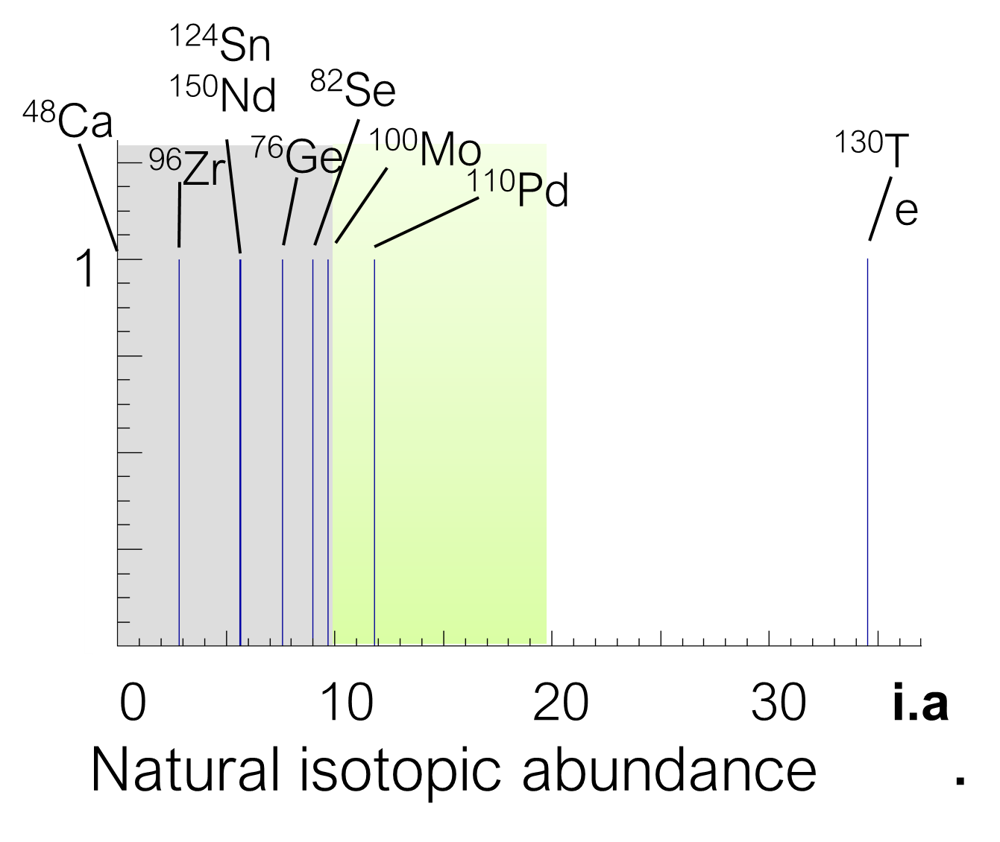 ¹²⁴Sn
¹⁵⁰Nd
⁸²Se
⁴⁸Ca
⁹⁶Zr
⁷⁶Ge
¹⁰⁰Mo
¹¹⁰Pd
¹³⁰T
e
1
0 10 20 30 i.a
Natural isotopic abundance .